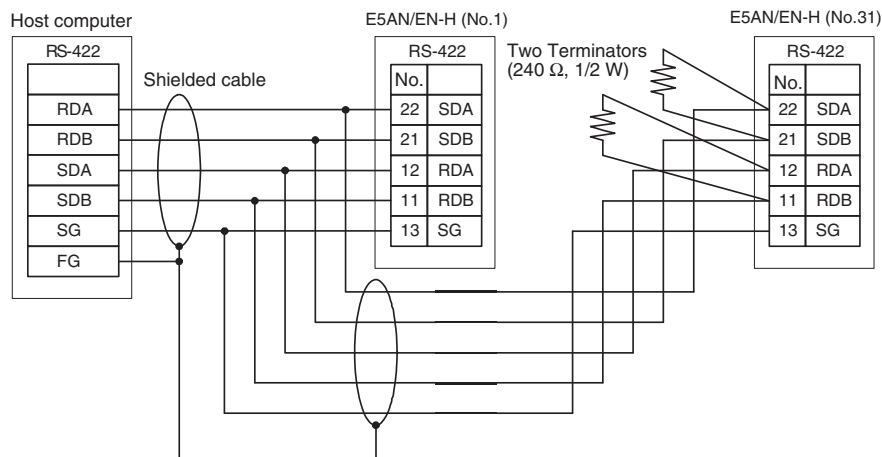 Host computer
RS-422
RDA
RDB
SDA
SDB
SG
FG
Shielded cable
E5AN/EN-H (No.1)
RS-422
No.
22 SDA
21 SDB
12 RDA
11 RDB
13 SG
Two Terminators
(240 Ω, 1/2 W)
E5AN/EN-H (No.31)
RS-422
No.
22 SDA
21 SDB
12 RDA
11 RDB
13 SG